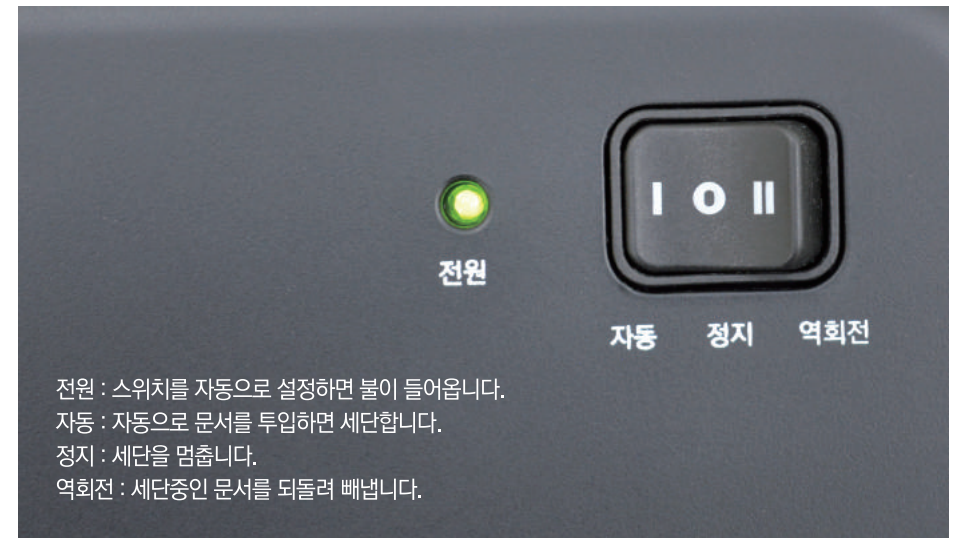 I O II
전원
자동 정지 역회전
전원 : 스위치를 자동으로 설정하면 불이 들어옵니다.
자동 : 자동으로 문서를 투입하면 세단합니다.
정지 : 세단을 멈춥니다.
역회전 : 세단중인 문서를 되돌려 빼냅니다.